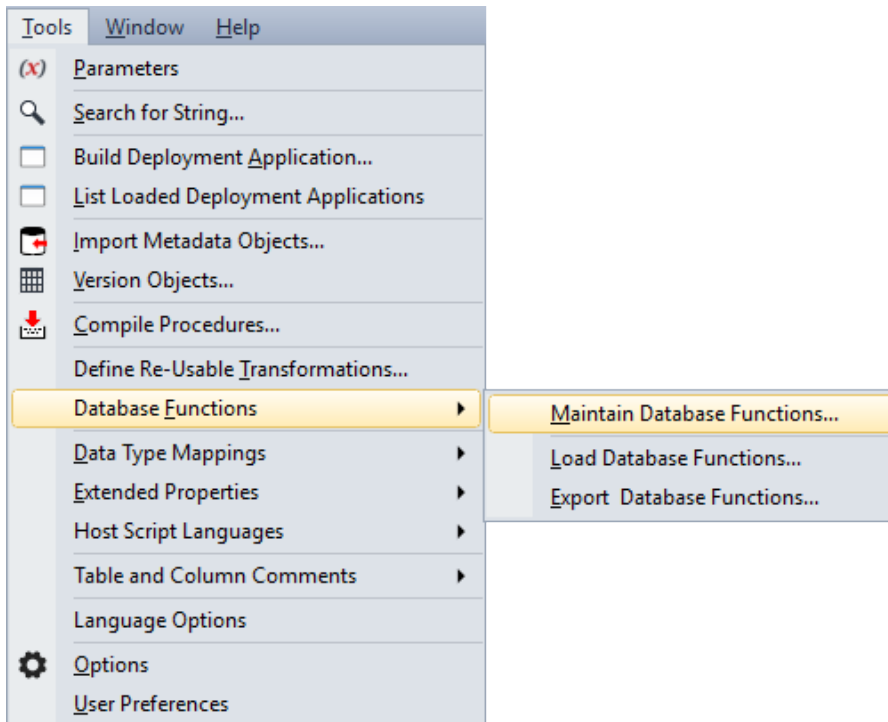 Tools Window Help
(x) Parameters
Search for String...
Build Deployment Application...
List Loaded Deployment Applications
Import Metadata Objects...
Version Objects...
Compile Procedures...
Define Re-Usable Transformations...
Database Functions
Maintain Database Functions...
Data Type Mappings
Load Database Functions...
Extended Properties
Export Database Functions...
Host Script Languages
Table and Column Comments
Language Options
Options
User Preferences